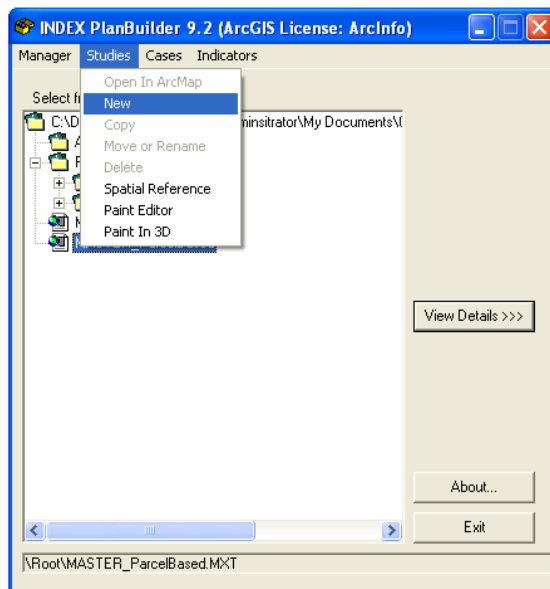 INDEX PlanBuilder 9.2 (ArcGIS License: ArcInfo)
Manager Studies Cases Indicators
Open In ArcMap
New
Copy
Move or Rename
Delete
Spatial Reference
Paint Editor
Paint In 3D
Select
C:\D
minsitrator\My Documents\
View Details >>>
About...
Exit
\Root\MASTER_ParcelBased.MXT